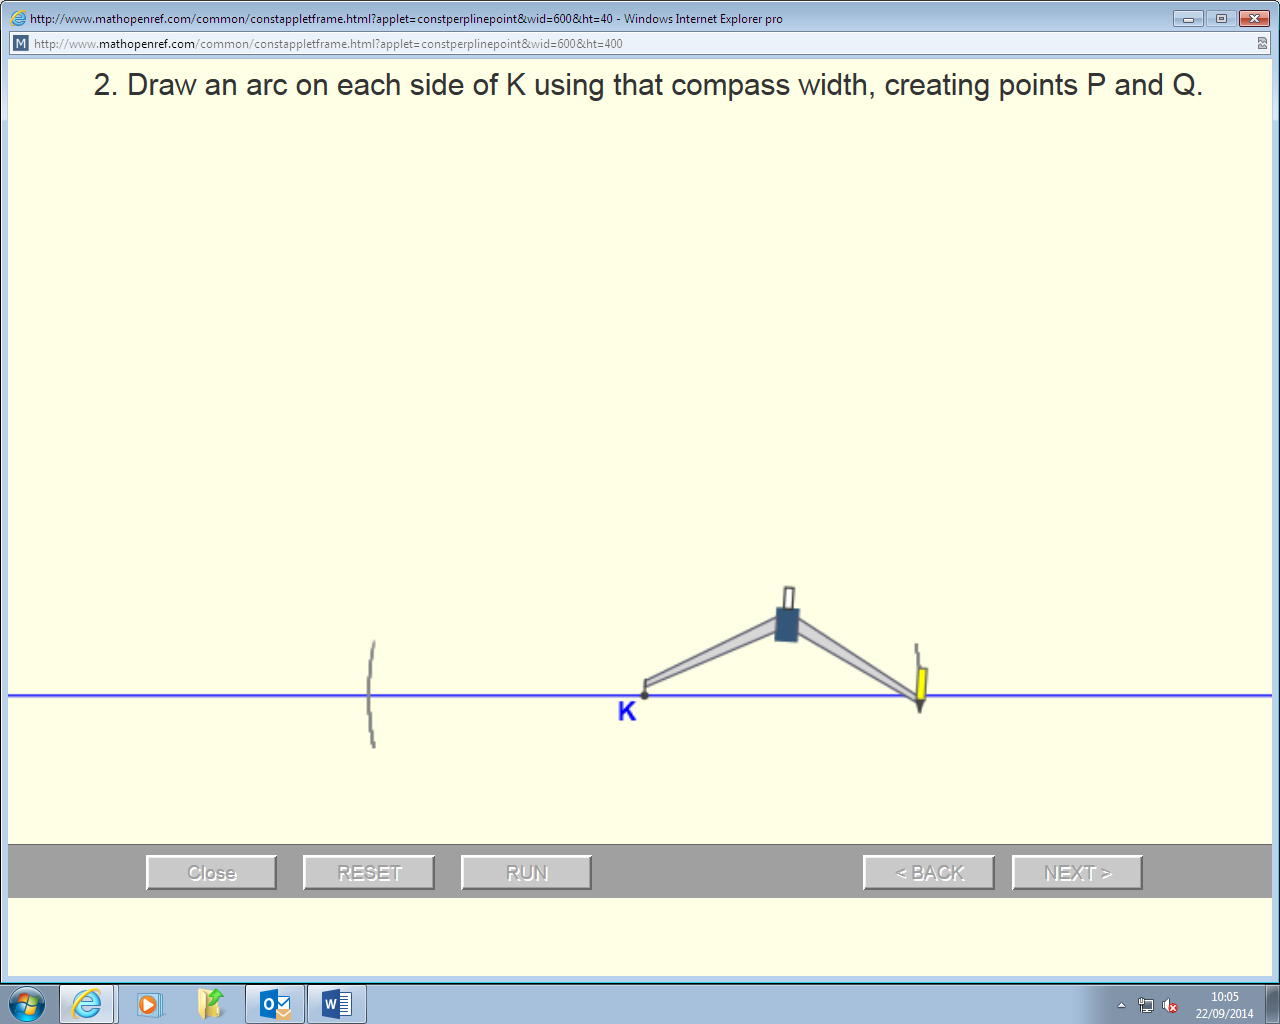 http://www.mathopenref.com/common/constappletframe.html?applet=constperplinepoint&wid=600&ht=40 - Windows Internet Explorer pro
M http://www.mathopenref.com/common/constappletframe.html?applet=constperplinepoint&wid=600&ht=400
2. Draw an arc on each side of K using that compass width, creating points P and Q.
K
Close RESET RUN < BACK NEXT >
10:05
22/09/2014